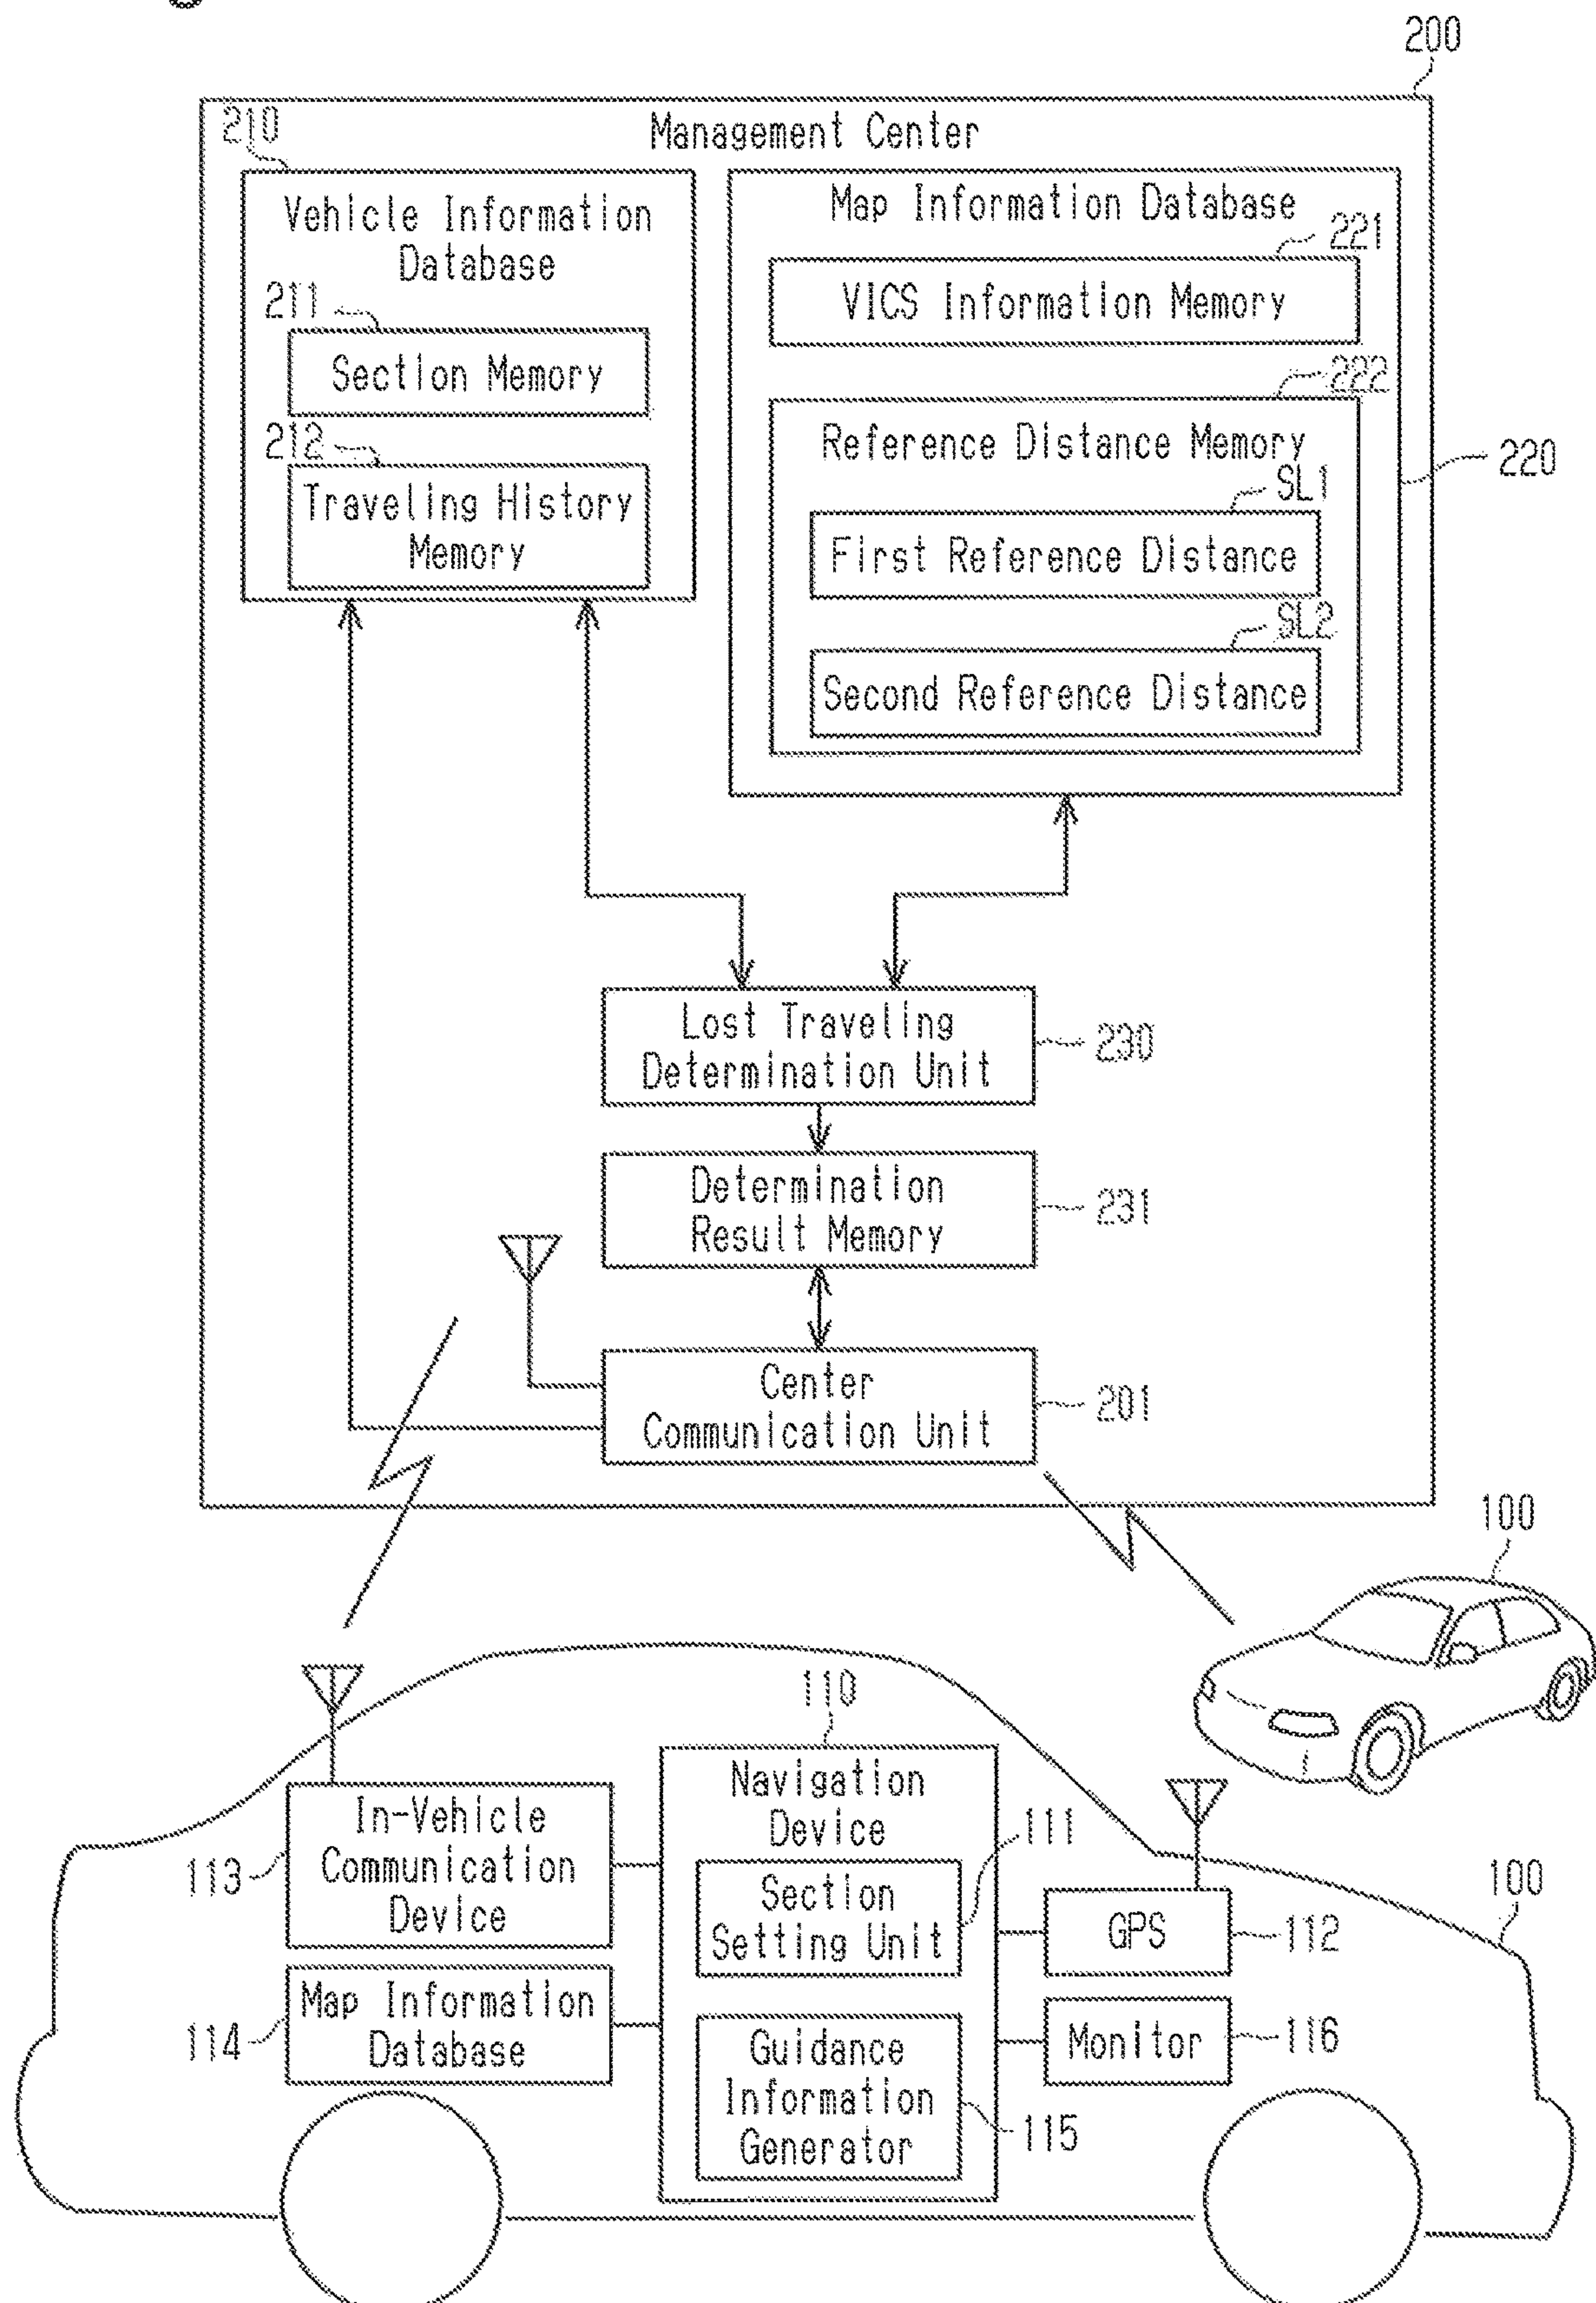 200
210
Management Center
Vehicle Information
Database
211
Section Memory
212
Traveling History
Memory
Map Information Database
221
VICS Information Memory
222
Reference Distance Memory
220
SL1
First Reference Distance
SL2
Second Reference Distance
Lost Traveling
Determination Unit
230
Determination
Result Memory
231
Center
Communication Unit
201
100
110
Navigation
Device
111
In-Vehicle
Communication
Device
113
Section
Setting Unit
100
GPS
112
Map Information
Database
114
Monitor
116
Guidance
Information
Generator
115